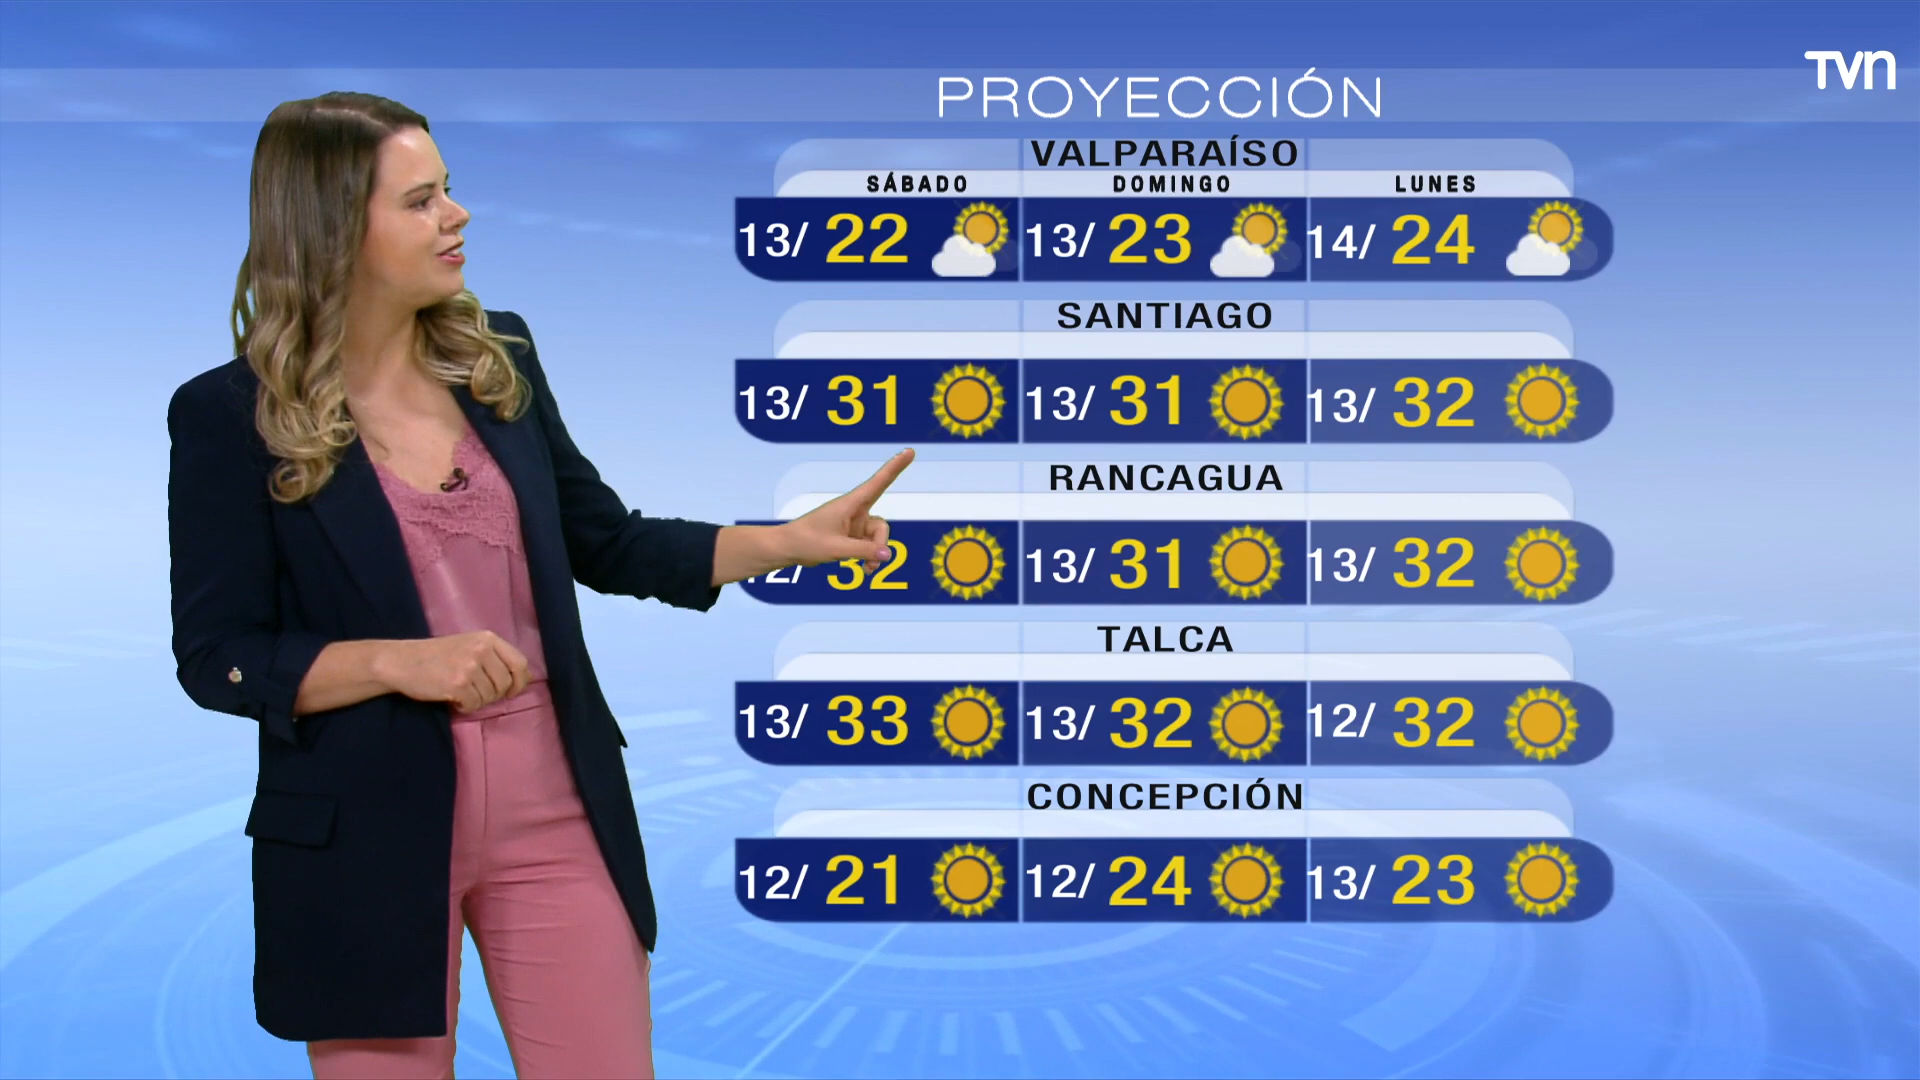 TVN
PROYECCIÓN
VALPARAÍSO
SÁBADO DOMINGO LUNES
13/ 22 13/ 23 14/ 24
SANTIAGO
13/ 31 13/ 31 13/ 32
RANCAGUA
12/ 32 13/ 31 13/ 32
TALCA
13/ 33 13/ 32 12/ 32
CONCEPCIÓN
12/ 21 12/ 24 13/ 23